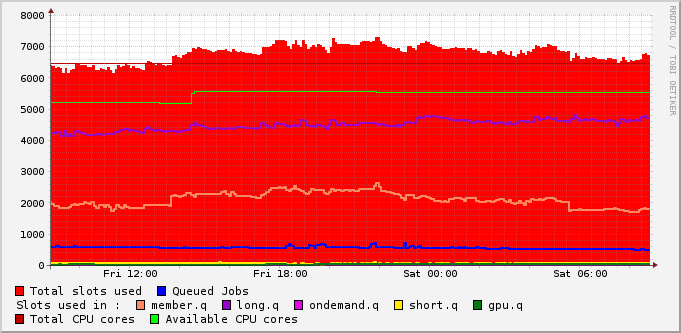 8000
7000
6000
5000
4000
3000
2000
1000
0
Fri 12:00 Fri 18:00 Sat 00:00 Sat 06:00
Total slots used Queued Jobs
Slots used in : member.q long.q ondemand.q short.q gpu.q
Total CPU cores Available CPU cores
RRDTOOL / TOBI OETIKER